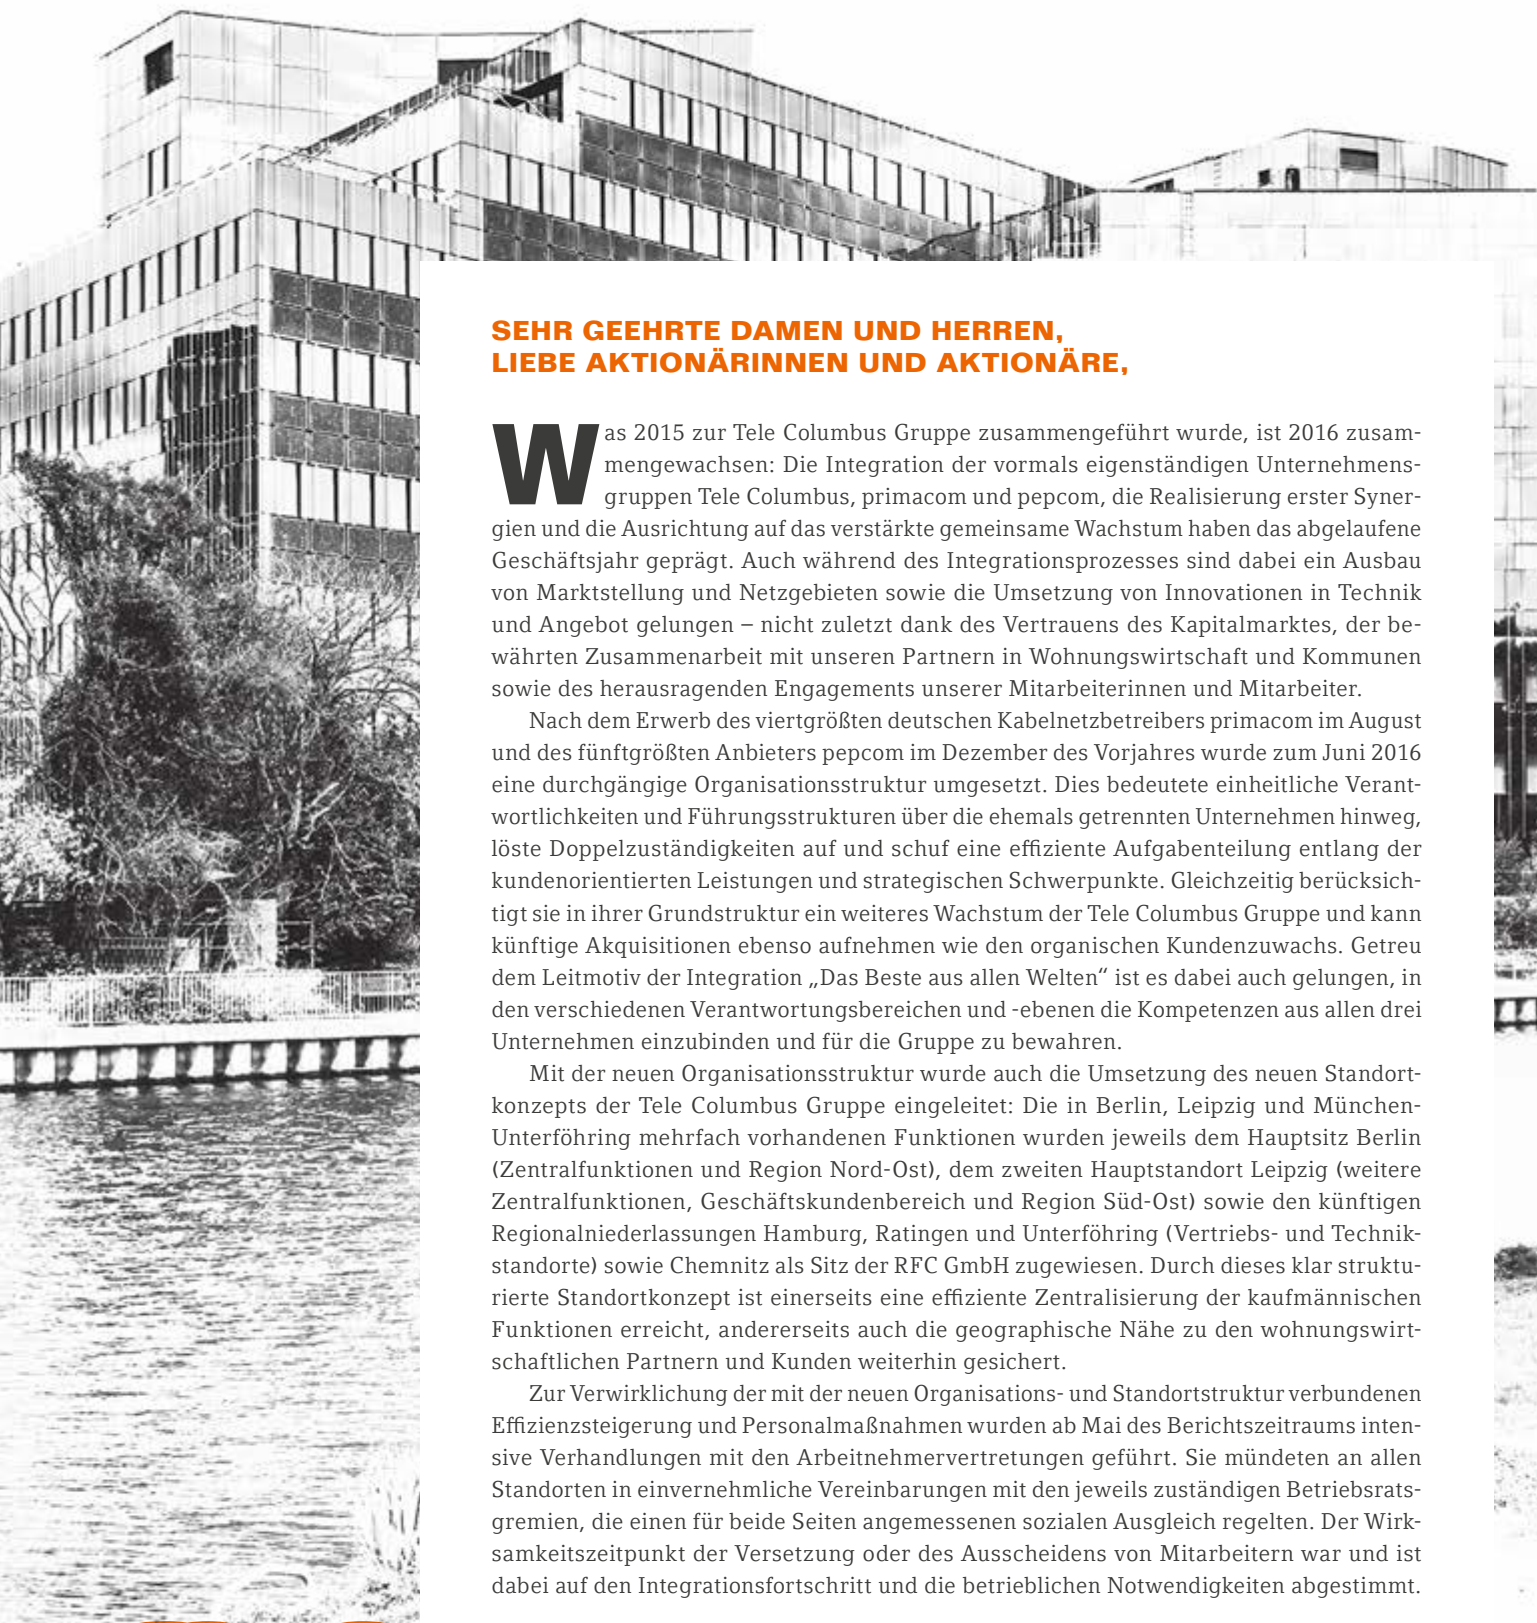 SEHR GEEHRTE DAMEN UND HERREN,
LIEBE AKTIONÄRINNEN UND AKTIONÄRE,
Was 2015 zur Tele Columbus Gruppe zusammengeführt wurde, ist 2016 zusam-
mengewachsen: Die Integration der vormals eigenständigen Unternehmens-
gruppen Tele Columbus, primacom und pepcom, die Realisierung erster Syner-
gien und die Ausrichtung auf das verstärkte gemeinsame Wachstum haben das abgelaufene
Geschäftsjahr geprägt. Auch während des Integrationsprozesses sind dabei ein Ausbau
von Marktstellung und Netzgebieten sowie die Umsetzung von Innovationen in Technik
und Angebot gelungen – nicht zuletzt dank des Vertrauens des Kapitalmarktes, der be-
währten Zusammenarbeit mit unseren Partnern in Wohnungswirtschaft und Kommunen
sowie des herausragenden Engagements unserer Mitarbeiterinnen und Mitarbeiter.
Nach dem Erwerb des viertgrößten deutschen Kabelnetzbetreibers primacom im August
und des fünftgrößten Anbieters pepcom im Dezember des Vorjahres wurde zum Juni 2016
eine durchgängige Organisationsstruktur umgesetzt. Dies bedeutete einheitliche Verant-
wortlichkeiten und Führungsstrukturen über die ehemals getrennten Unternehmen hinweg,
löste Doppelzuständigkeiten auf und schuf eine effiziente Aufgabenteilung entlang der
kundenorientierten Leistungen und strategischen Schwerpunkte. Gleichzeitig berücksich-
tigt sie in ihrer Grundstruktur ein weiteres Wachstum der Tele Columbus Gruppe und kann
künftige Akquisitionen ebenso aufnehmen wie den organischen Kundenzuwachs. Getreu
dem Leitmotiv der Integration „Das Beste aus allen Welten“ ist es dabei auch gelungen, in
den verschiedenen Verantwortungsbereichen und -ebenen die Kompetenzen aus allen drei
Unternehmen einzubinden und für die Gruppe zu bewahren.
Mit der neuen Organisationsstruktur wurde auch die Umsetzung des neuen Standort-
konzepts der Tele Columbus Gruppe eingeleitet: Die in Berlin, Leipzig und München-
Unterföhring mehrfach vorhandenen Funktionen wurden jeweils dem Hauptsitz Berlin
(Zentralfunktionen und Region Nord-Ost), dem zweiten Hauptstandort Leipzig (weitere
Zentralfunktionen, Geschäftskundenbereich und Region Süd-Ost) sowie den künftigen
Regionalniederlassungen Hamburg, Ratingen und Unterföhring (Vertriebs- und Technik-
standorte) sowie Chemnitz als Sitz der RFC GmbH zugewiesen. Durch dieses klar struktu-
rierte Standortkonzept ist einerseits eine effiziente Zentralisierung der kaufmännischen
Funktionen erreicht, andererseits auch die geographische Nähe zu den wohnungswirt-
schaftlichen Partnern und Kunden weiterhin gesichert.
Zur Verwirklichung der mit der neuen Organisations- und Standortstruktur verbundenen
Effizienzsteigerung und Personalmaßnahmen wurden ab Mai des Berichtszeitraums inten-
sive Verhandlungen mit den Arbeitnehmervertretungen geführt. Sie mündeten an allen
Standorten in einvernehmliche Vereinbarungen mit den jeweils zuständigen Betriebsrats-
gremien, die einen für beide Seiten angemessenen sozialen Ausgleich regelten. Der Wirk-
samkeitszeitpunkt der Versetzung oder des Ausscheidens von Mitarbeitern war und ist
dabei auf den Integrationsfortschritt und die betrieblichen Notwendigkeiten abgestimmt.